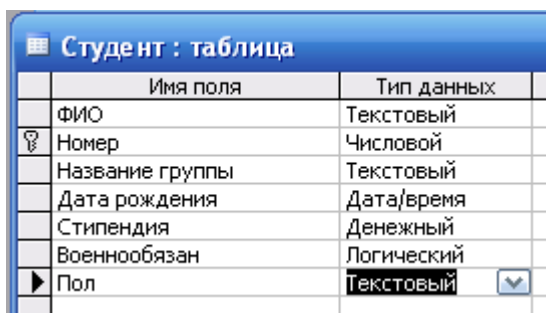 Студент : таблица
Имя поля Тип данных
ФИО Текстовый
Номер Числовой
Название группы Текстовый
Дата рождения Дата/время
Стипендия Денежный
Военнообязан Логический
Пол Текстовый